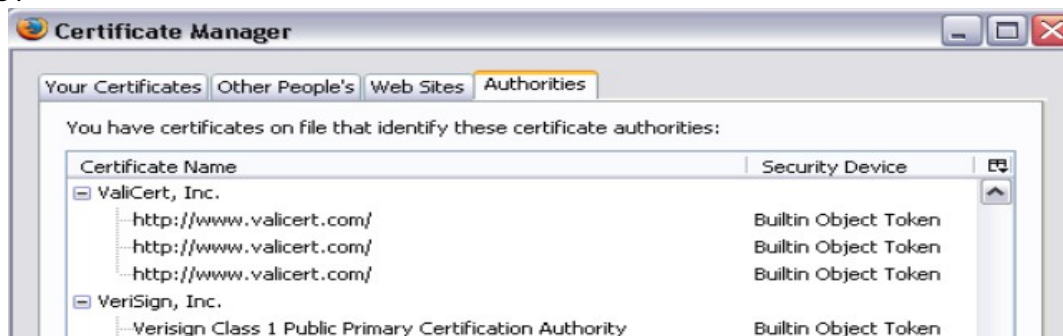 Certificate Manager
Your Certificates Other People's Web Sites Authorities
You have certificates on file that identify these certificate authorities:
Certificate Name Security Device
ValiCert, Inc.
http://www.valicert.com/ Builtin Object Token
http://www.valicert.com/ Builtin Object Token
http://www.valicert.com/ Builtin Object Token
VeriSign, Inc.
Verisign Class 1 Public Primary Certification Authority Builtin Object Token